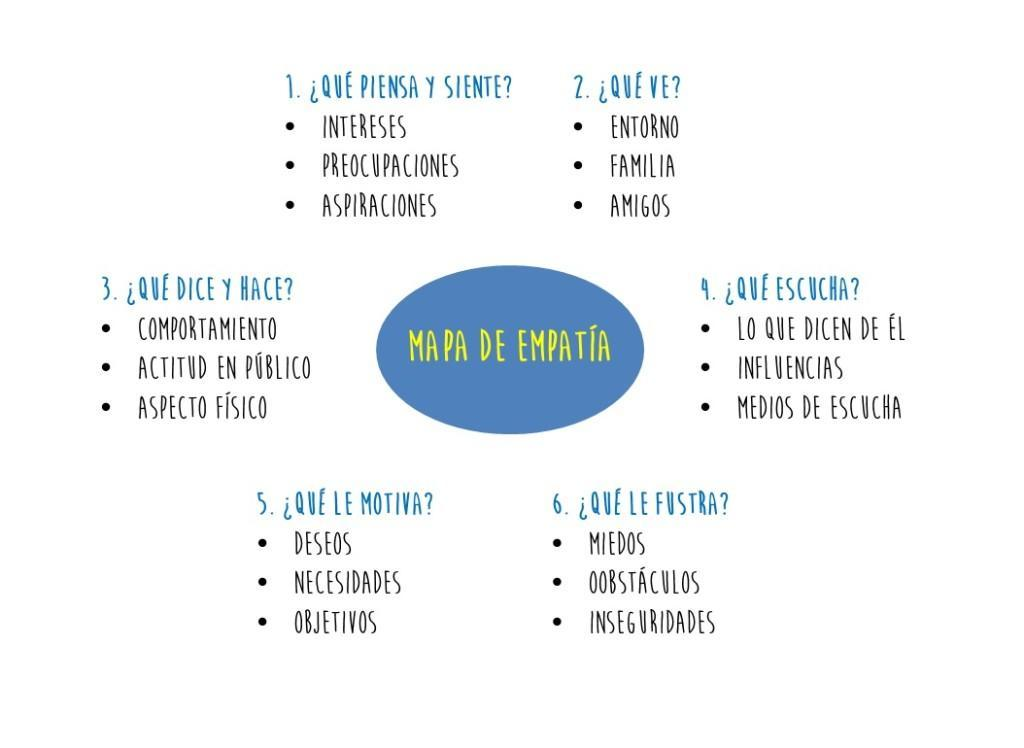 1. ¿QUÉ PIENSA Y SIENTE?
• INTERESES
• PREOCUPACIONES
• ASPIRACIONES
2. ¿QUÉ VE?
• ENTORNO
• FAMILIA
• AMIGOS
3. ¿QUÉ DICE Y HACE?
• COMPORTAMIENTO
• ACTITUD EN PÚBLICO
• ASPECTO FÍSICO
MAPA DE EMPATÍA
4. ¿QUÉ ESCUCHA?
• LO QUE DICEN DE ÉL
• INFLUENCIAS
• MEDIOS DE ESCUCHA
5. ¿QUÉ LE MOTIVA?
• DESEOS
• NECESIDADES
• OBJETIVOS
6. ¿QUÉ LE FUSTRA?
• MIEDOS
• OOBSTÁCULOS
• INSEGURIDADES